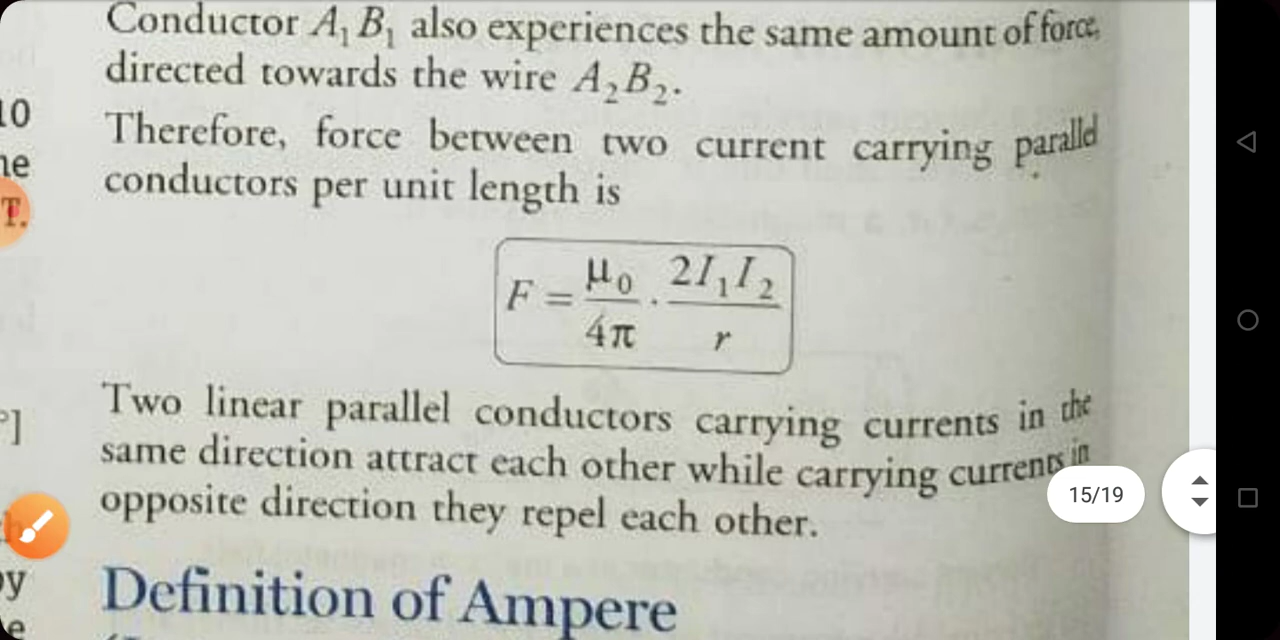 Conductor A₁B₁ also experiences the same amount of force,
directed towards the wire A₂B₂.
10
he
Therefore, force between two current carrying parallel
conductors per unit length is
T.
F = μ₀/4π · 2I₁I₂/r
°]
Two linear parallel conductors carrying currents in the
same direction attract each other while carrying currents in
opposite direction they repel each other.
15/19
Definition of Ampere
by
e